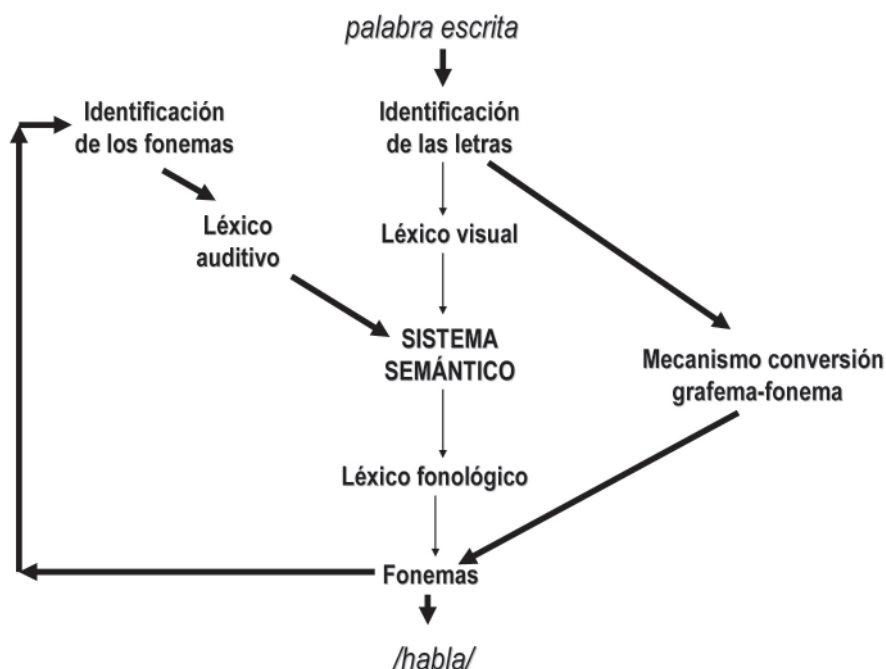 palabra escrita
Identificación
de los fonemas
Identificación
de las letras
Léxico
auditivo
Léxico visual
SISTEMA
SEMÁNTICO
Mecanismo conversión
grafema-fonema
Léxico fonológico
Fonemas
/habla/